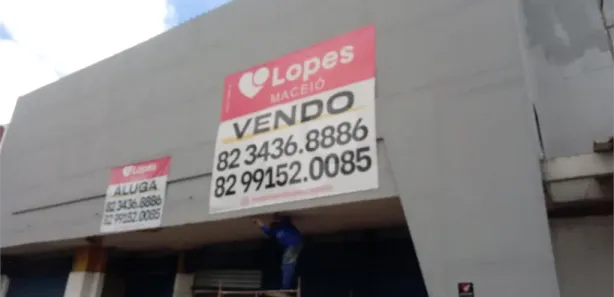 Lopes
MACEIÓ
VENDO
82 3436.8886
82 99152.0085
Lopes
ALUGA
82 3436.8886
82 99152.0085